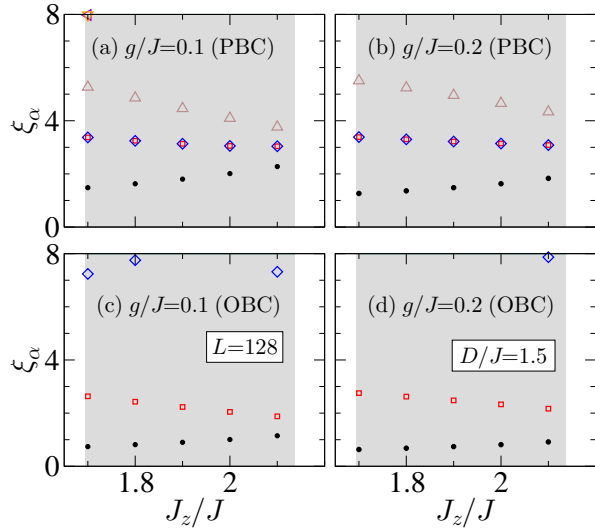 8
(a) g/J=0.1 (PBC)
(b) g/J=0.2 (PBC)
ξα
4
0
8
(c) g/J=0.1 (OBC)
(d) g/J=0.2 (OBC)
L=128
D/J=1.5
ξα
4
0
1.8 2 1.8 2
Jz/J Jz/J